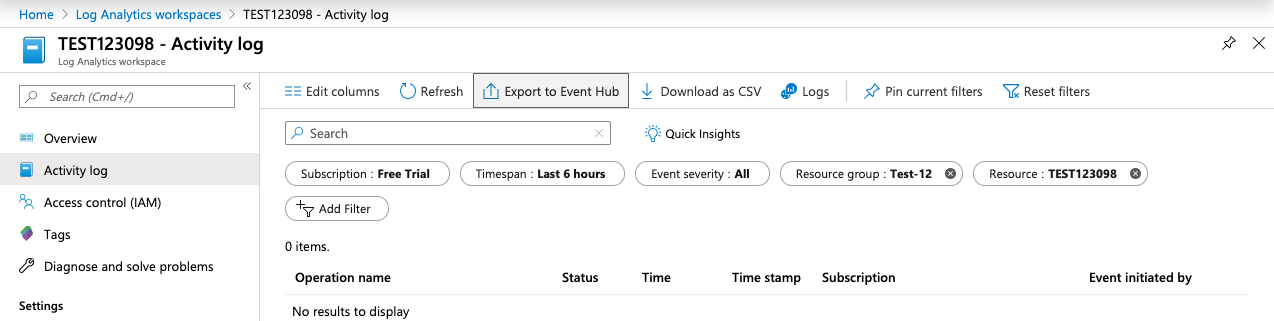 Home > Log Analytics workspaces > TEST123098 - Activity log
TEST123098 - Activity log
Log Analytics workspace
Search (Cmd+/)
«
Overview
Activity log
Access control (IAM)
Tags
Diagnose and solve problems
Settings
Edit columns Refresh Export to Event Hub Download as CSV Logs Pin current filters Reset filters
Search Quick Insights
Subscription : Free Trial Timespan : Last 6 hours Event severity : All Resource group : Test-12 Resource : TEST123098
Add Filter
0 items.
Operation name Status Time Time stamp Subscription Event initiated by
No results to display